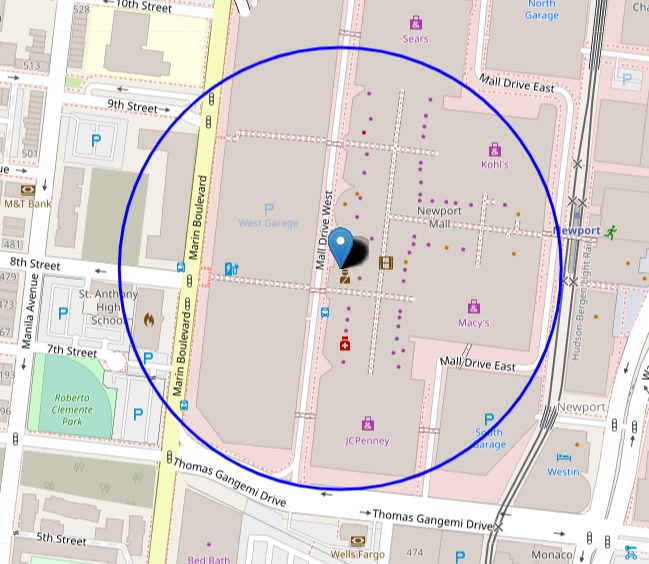 10th Street
528
North
Garage
Sears
513
Mall Drive East
9th Street
P
P
501
Kohl's
M&T Bank
P
West Garage
Newport
Mall
Newport
Marin Boulevard
Mall Drive West
481
8th Street
479
St. Anthony
High
School
P
473
Macy's
Manila Avenue
Hudson-Bergen Light Rail
7th Street
P
Marin Boulevard
Mall Drive East
Roberto
Clemente
Park
P
Newport
P
South
Garage
JCPenney
Westin
Thomas Gangemi Drive
Thomas Gangemi Drive
5th Street
Bed Bath
Wells Fargo
474
P
Monaco